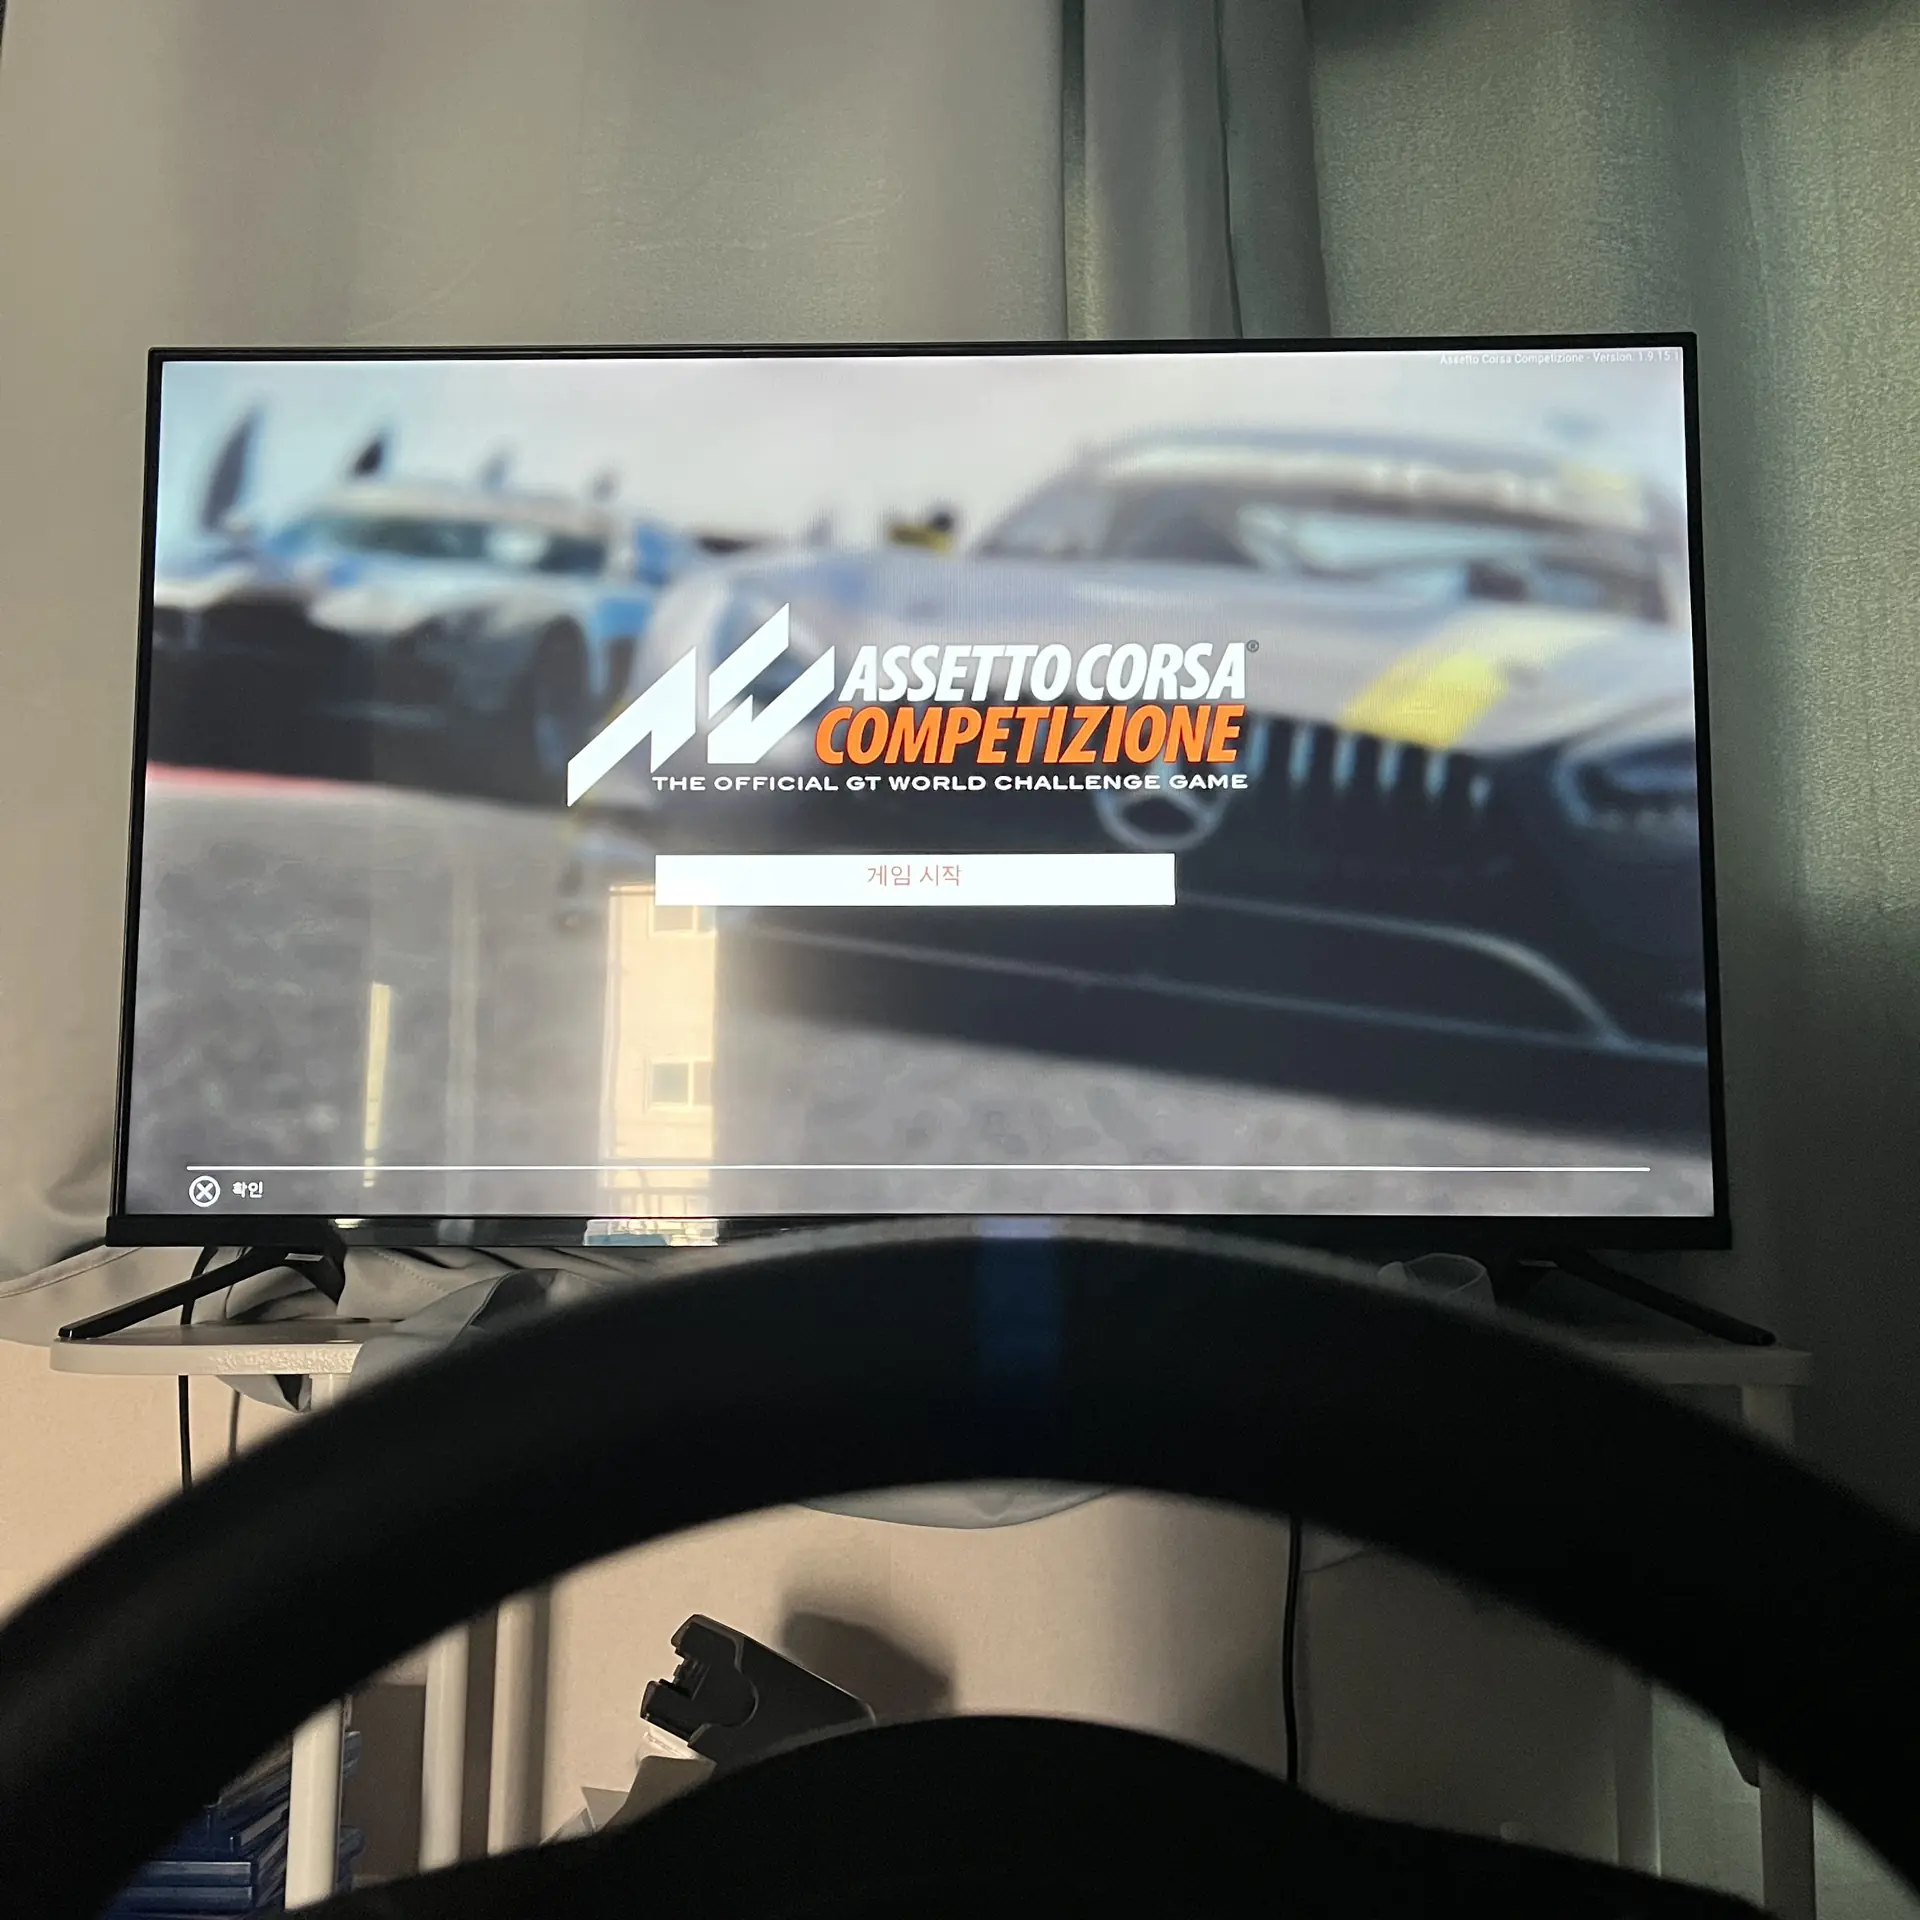 Assetto Corsa Competizione - Version: 1.9.15.1
ASSETTO CORSA®
COMPETIZIONE
THE OFFICIAL GT WORLD CHALLENGE GAME
게임 시작
확인